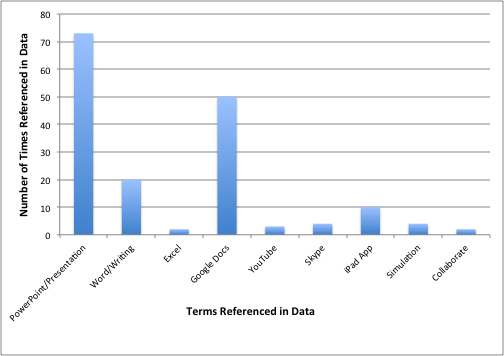 80
70
60
50
40
30
20
10
0
Number of Times Referenced in Data
PowerPoint/Presentation
Word/Writing
Excel
Google Docs
YouTube
Skype
iPad App
Simulation
Collaborate
Terms Referenced in Data